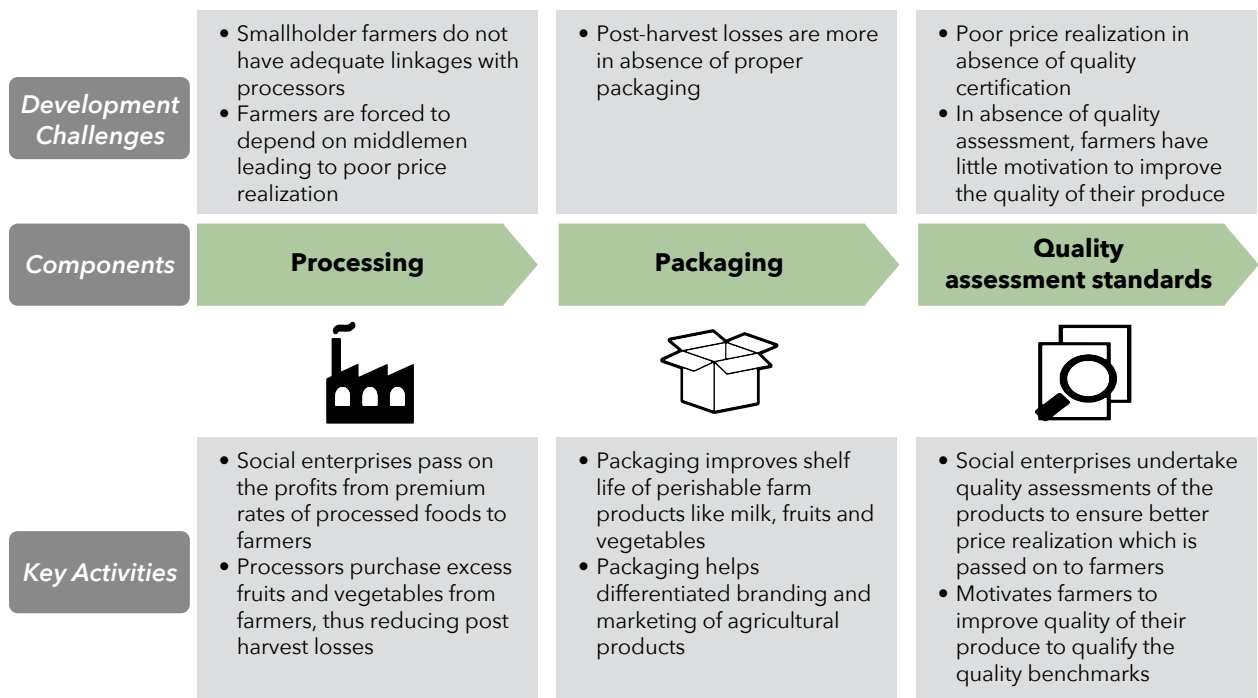 Development
Challenges
• Smallholder farmers do not
have adequate linkages with
processors
• Farmers are forced to
depend on middlemen
leading to poor price
realization
• Post-harvest losses are more
in absence of proper
packaging
• Poor price realization in
absence of quality
certification
• In absence of quality
assessment, farmers have
little motivation to improve
the quality of their produce
Components
Processing
Packaging
Quality
assessment standards
Key Activities
• Social enterprises pass on
the profits from premium
rates of processed foods to
farmers
• Processors purchase excess
fruits and vegetables from
farmers, thus reducing post
harvest losses
• Packaging improves shelf
life of perishable farm
products like milk, fruits and
vegetables
• Packaging helps
differentiated branding and
marketing of agricultural
products
• Social enterprises undertake
quality assessments of the
products to ensure better
price realization which is
passed on to farmers
• Motivates farmers to
improve quality of their
produce to qualify the
quality benchmarks